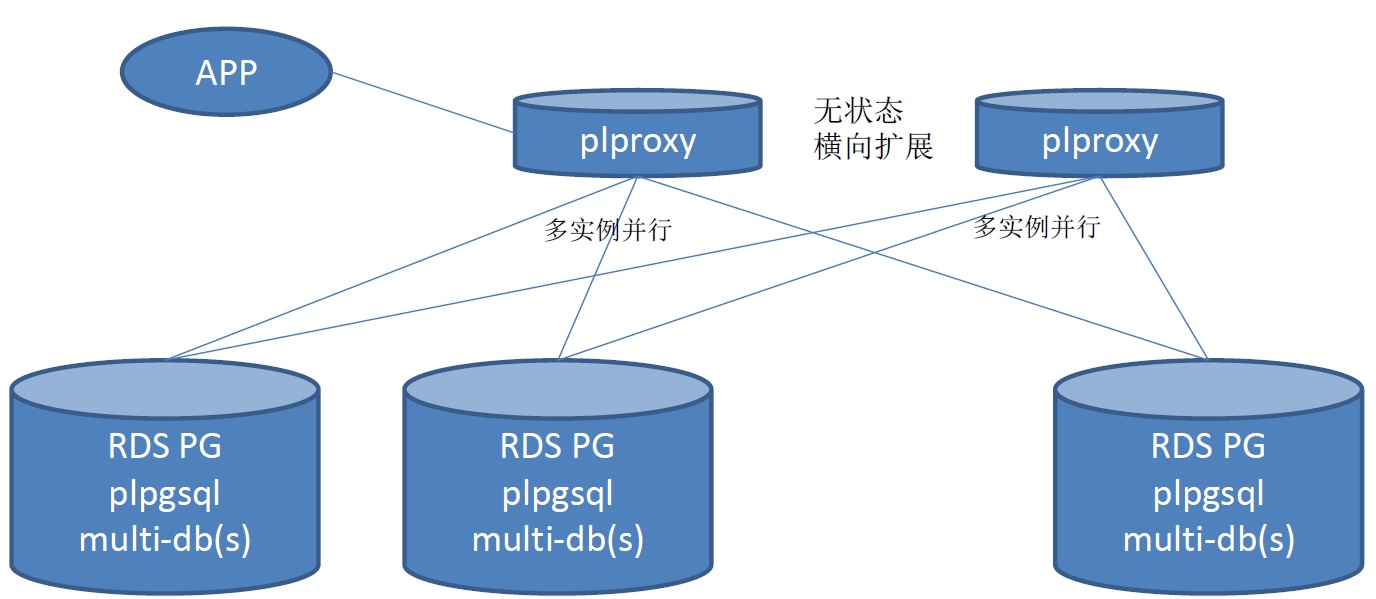 APP
plproxy
无状态
横向扩展
plproxy
多实例并行
多实例并行
RDS PG
plpgsql
multi-db(s)
RDS PG
plpgsql
multi-db(s)
RDS PG
plpgsql
multi-db(s)